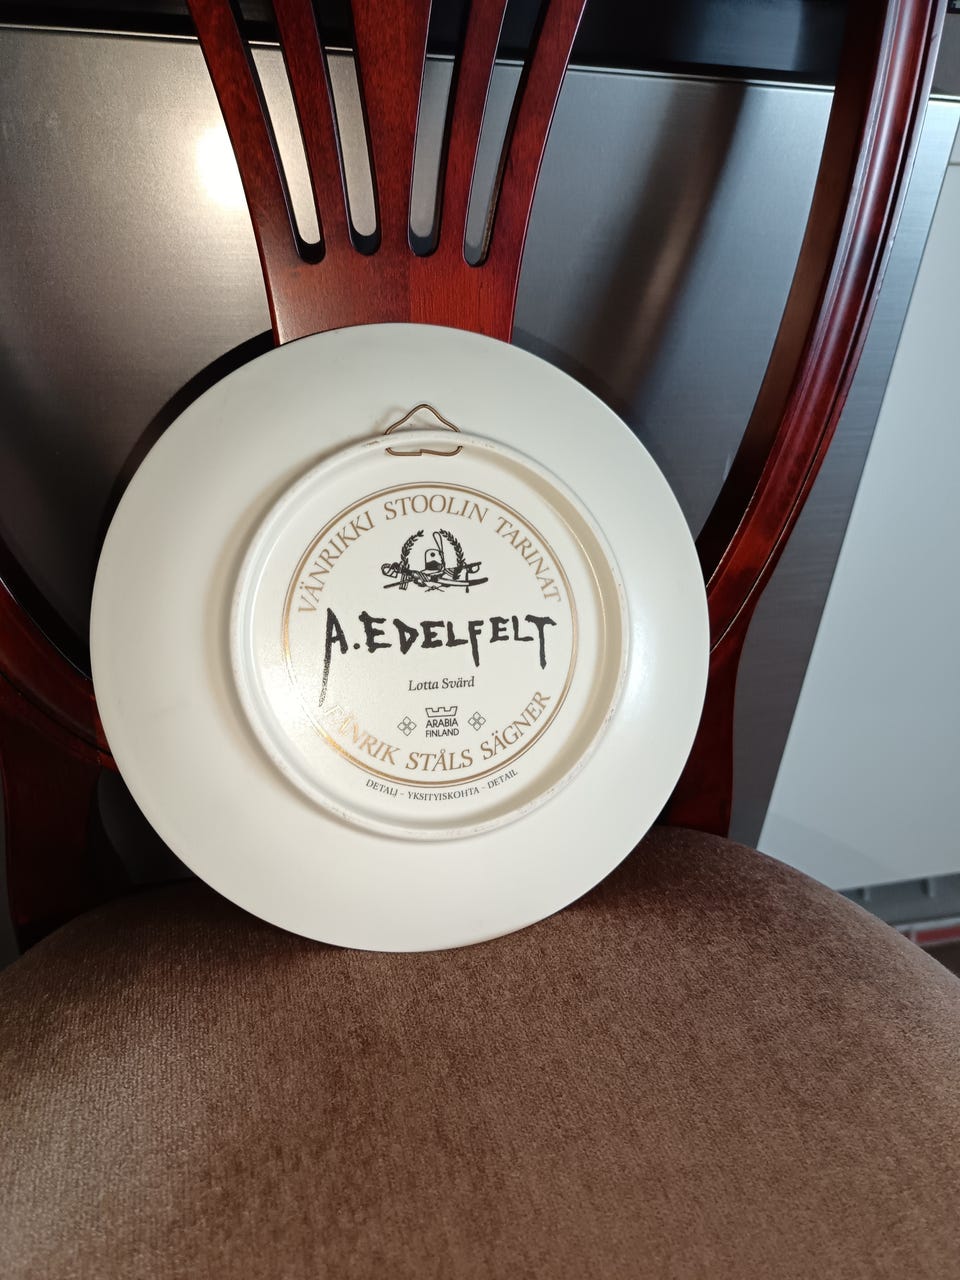 VÄNRIKKI STOOLIN TARINAT
A. EDELFELT
Lotta Svärd
ARABIA
FINLAND
FÄNRIK STÅLS SÄGNER
DETALJ - YKSITYISKOHTA - DETAIL